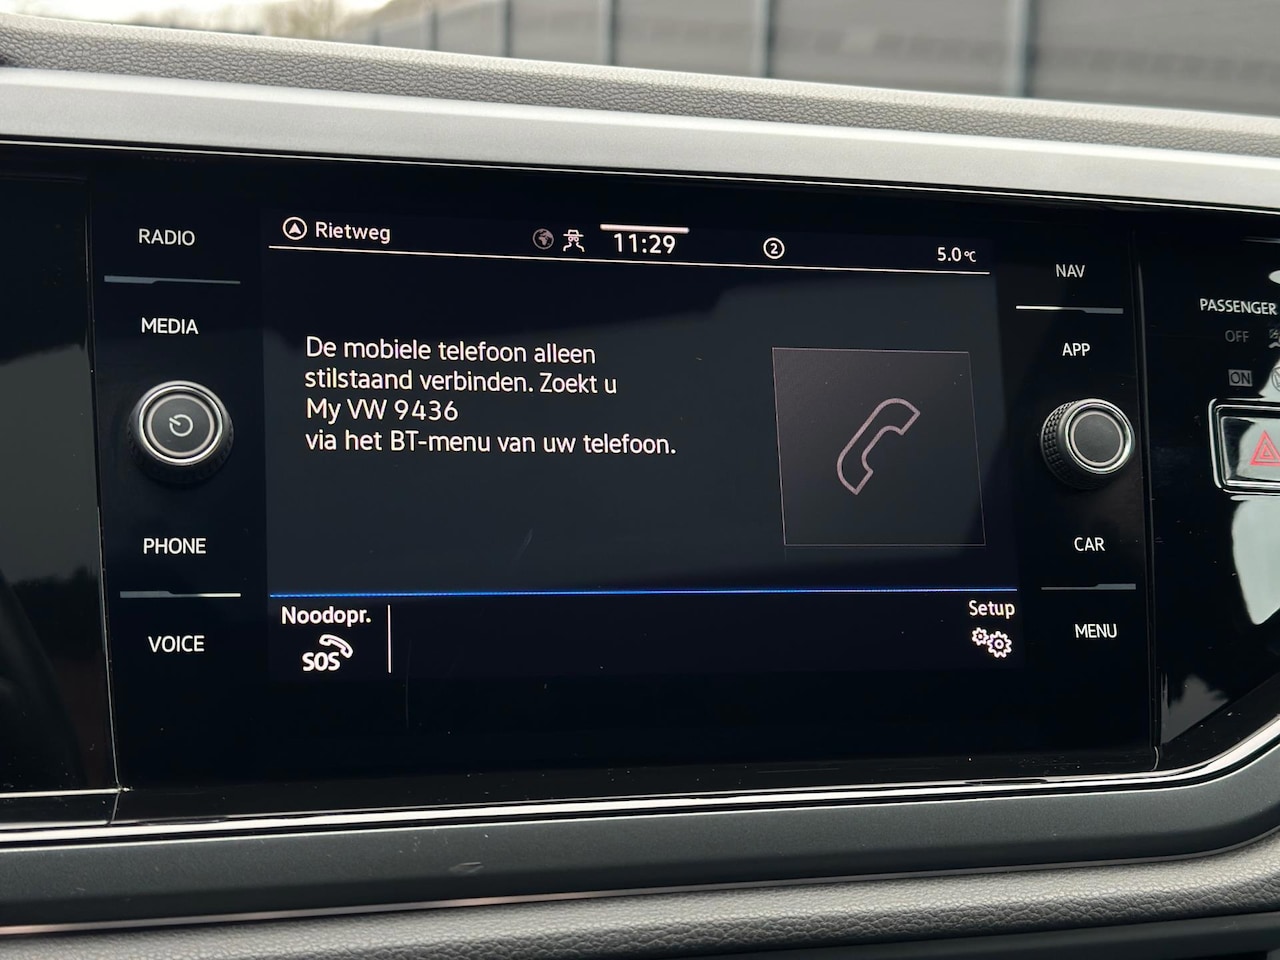 RADIO
MEDIA
PHONE
VOICE
Rietweg
11:29
2
5.0°C
De mobiele telefoon alleen
stilstaand verbinden. Zoekt u
My VW 9436
via het BT-menu van uw telefoon.
Noodopr.
SOS
Setup
NAV
APP
CAR
MENU
PASSENGER
OFF
ON